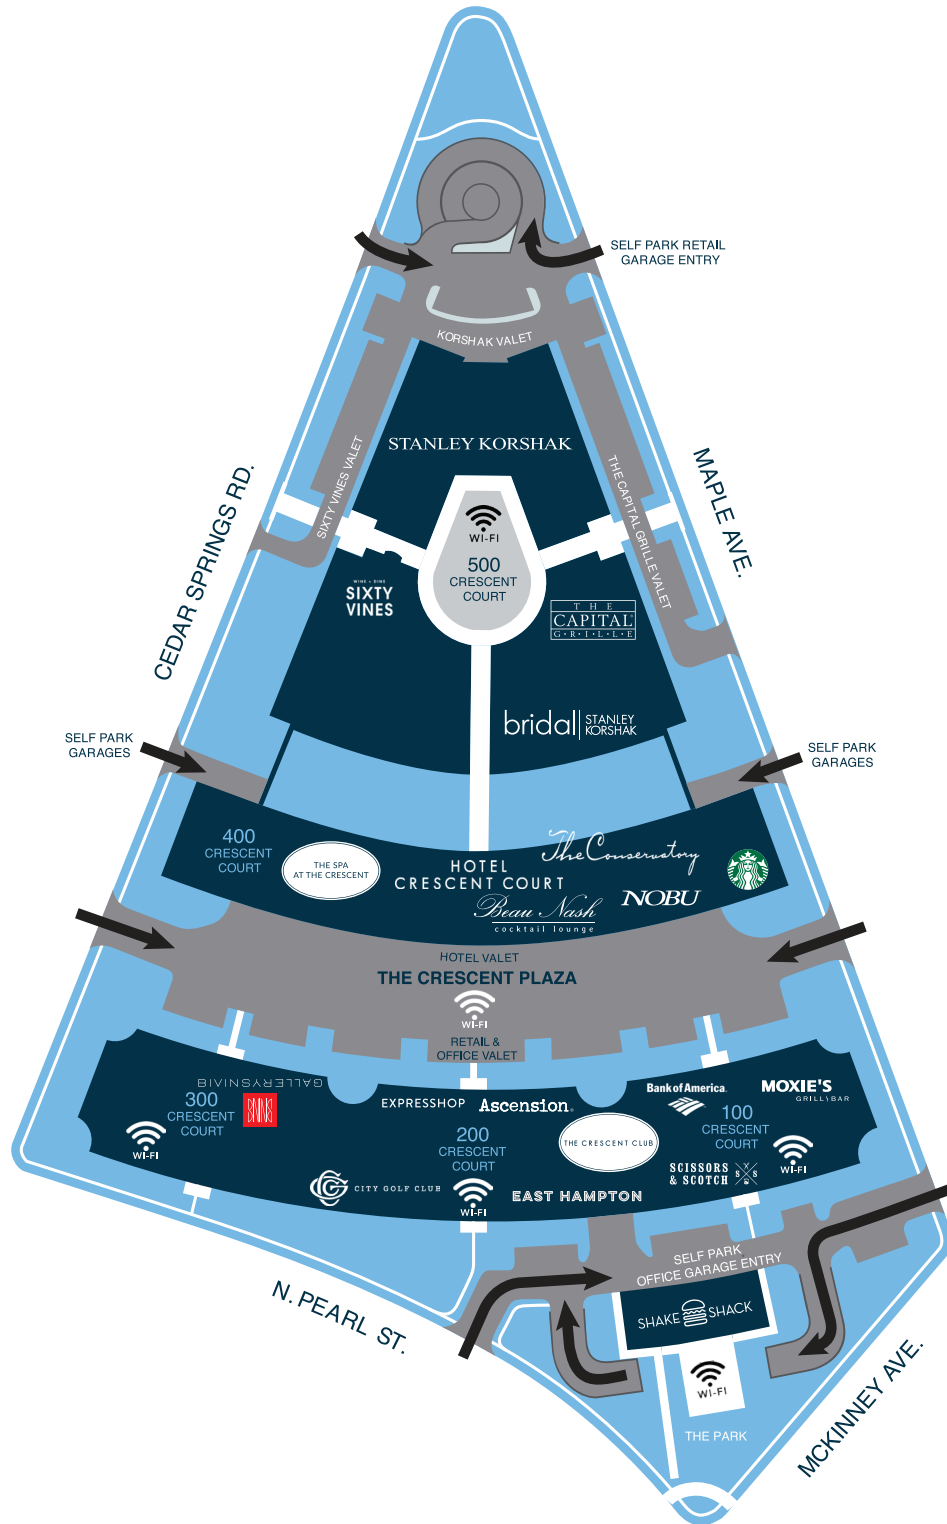 SELF PARK RETAIL
GARAGE ENTRY
KORSHAK VALET
STANLEY KORSHAK
SIXTY VINES VALET
THE CAPITAL GRILLE VALET
CEDAR SPRINGS RD.
MAPLE AVE.
WI-FI
500
CRESCENT
COURT
WINE + DINE
SIXTY
VINES
THE
CAPITAL
G•R•I•L•L•E
bridal STANLEY
KORSHAK
SELF PARK
GARAGES
SELF PARK
GARAGES
400
CRESCENT
COURT
THE SPA
AT THE CRESCENT
HOTEL
CRESCENT COURT
The Conservatory
Beau Nash
cocktail lounge
NOBU
HOTEL VALET
THE CRESCENT PLAZA
WI-FI
RETAIL &
OFFICE VALET
GALLERYSNIVIB
300
CRESCENT
COURT
WI-FI
EXPRESSHOP
Ascension®
200
CRESCENT
COURT
THE CRESCENT CLUB
Bank of America
MOXIE'S
GRILL & BAR
100
CRESCENT
COURT
WI-FI
SCISSORS
& SCOTCH
CITY GOLF CLUB
WI-FI
EAST HAMPTON
SELF PARK
OFFICE GARAGE ENTRY
SHAKE SHACK
WI-FI
THE PARK
N. PEARL ST.
MCKINNEY AVE.